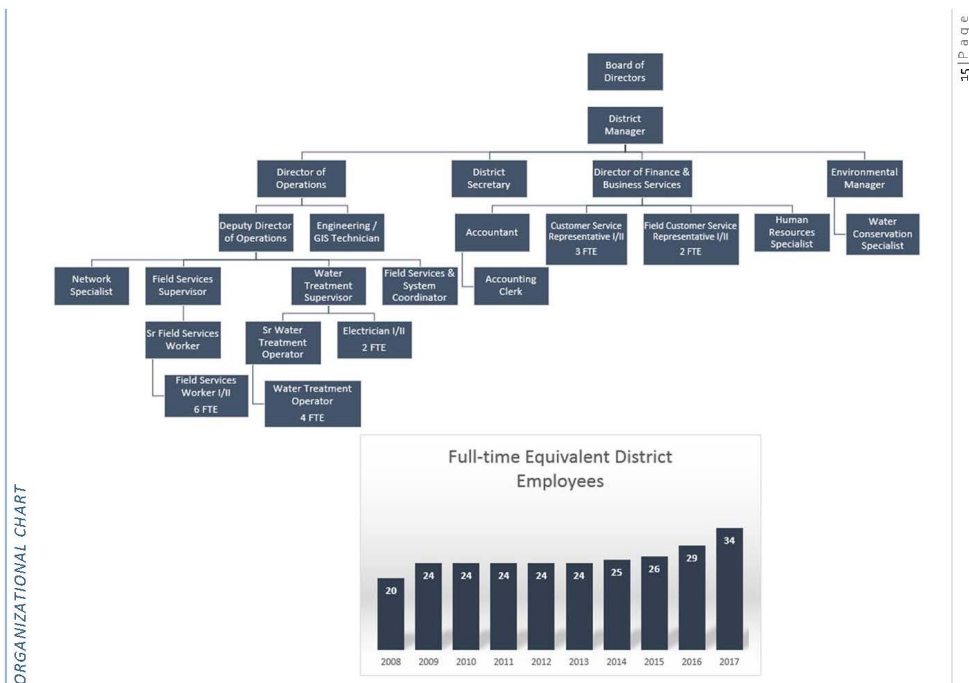 15 | P a g e
ORGANIZATIONAL CHART
Board of
Directors
District
Manager
Director of
Operations
District
Secretary
Director of Finance &
Business Services
Environmental
Manager
Deputy Director
of Operations
Engineering /
GIS Technician
Accountant
Customer Service
Representative I/II
3 FTE
Field Customer Service
Representative I/II
2 FTE
Human
Resources
Specialist
Water
Conservation
Specialist
Network
Specialist
Field Services
Supervisor
Water
Treatment
Supervisor
Field Services &
System
Coordinator
Accounting
Clerk
Sr Field Services
Worker
Sr Water
Treatment
Operator
Electrician I/II
2 FTE
Field Services
Worker I/II
6 FTE
Water Treatment
Operator
4 FTE
Full-time Equivalent District
Employees
20 24 24 24 24 24 25 26 29 34
2008 2009 2010 2011 2012 2013 2014 2015 2016 2017